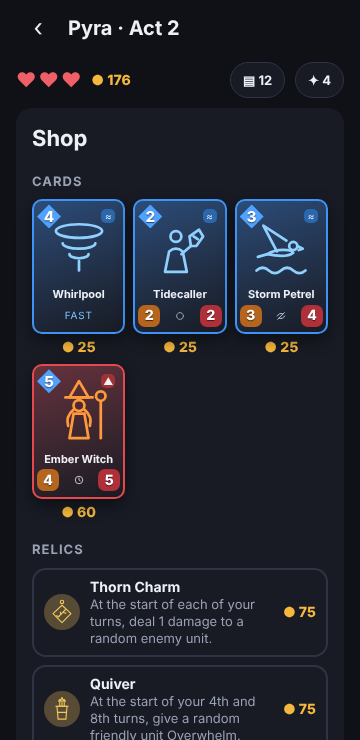 Pyra · Act 2
176
12
4
Shop
CARDS
4
Whirlpool
FAST
25
2
Tidecaller
2
2
25
3
Storm Petrel
3
4
25
5
Ember Witch
4
5
60
RELICS
Thorn Charm
At the start of each of your
turns, deal 1 damage to a
random enemy unit.
75
Quiver
At the start of your 4th and
8th turns, give a random
friendly unit Overwhelm.
75